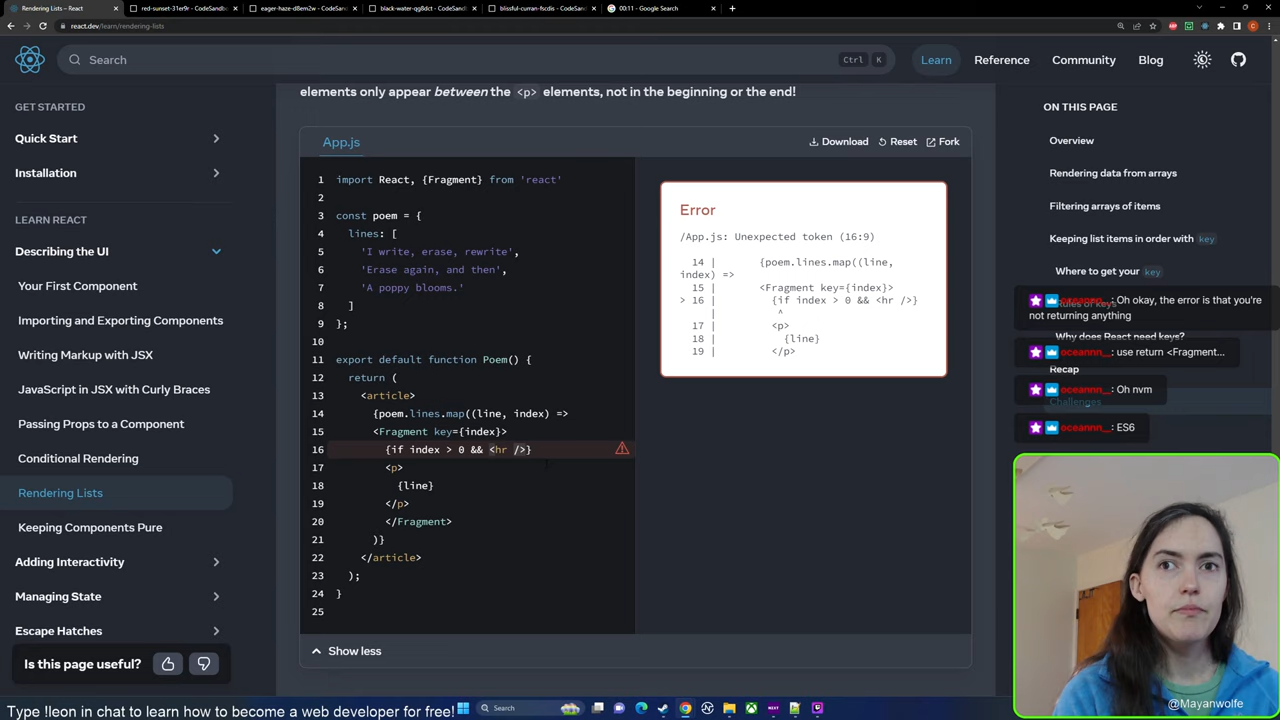 Rendering Lists – React
red-sunset-31er9r - CodeSandb
eager-haze-d8em2w - CodeSandb
black-water-qg8dct - CodeSandb
blissful-curran-fscdis - CodeSan
00:11 - Google Search
react.dev/learn/rendering-lists
Search
Ctrl K
Learn
Reference
Community
Blog
GET STARTED
Quick Start
Installation
LEARN REACT
Describing the UI
Your First Component
Importing and Exporting Components
Writing Markup with JSX
JavaScript in JSX with Curly Braces
Passing Props to a Component
Conditional Rendering
Rendering Lists
Keeping Components Pure
Adding Interactivity
Managing State
Escape Hatches
Is this page useful?
elements only appear between the <p> elements, not in the beginning or the end!
App.js
Download
Reset
Fork
1 import React, {Fragment} from 'react'
2
3 const poem = {
4 lines: [
5 'I write, erase, rewrite',
6 'Erase again, and then',
7 'A poppy blooms.'
8 ]
9 };
10
11 export default function Poem() {
12 return (
13 <article>
14 {poem.lines.map((line, index) =>
15 <Fragment key={index}>
16 {if index > 0 && <hr />}
17 <p>
18 {line}
19 </p>
20 </Fragment>
21 )}
22 </article>
23 );
24 }
25
Show less
Error
/App.js: Unexpected token (16:9)
14 | {poem.lines.map((line,
index) =>
15 | <Fragment key={index}>
> 16 | {if index > 0 && <hr />}
| ^
17 | <p>
18 | {line}
19 | </p>
ON THIS PAGE
Overview
Rendering data from arrays
Filtering arrays of items
Keeping list items in order with key
Where to get your key
Rules of keys
Why does React need keys?
Recap
Challenges
oceannn__: Oh okay, the error is that you're
not returning anything
oceannn__: use return <Fragment...
oceannn__: Oh nvm
oceannn__: ES6
@Mayanwolfe
Type !leon in chat to learn how to become a web developer for free!
Search